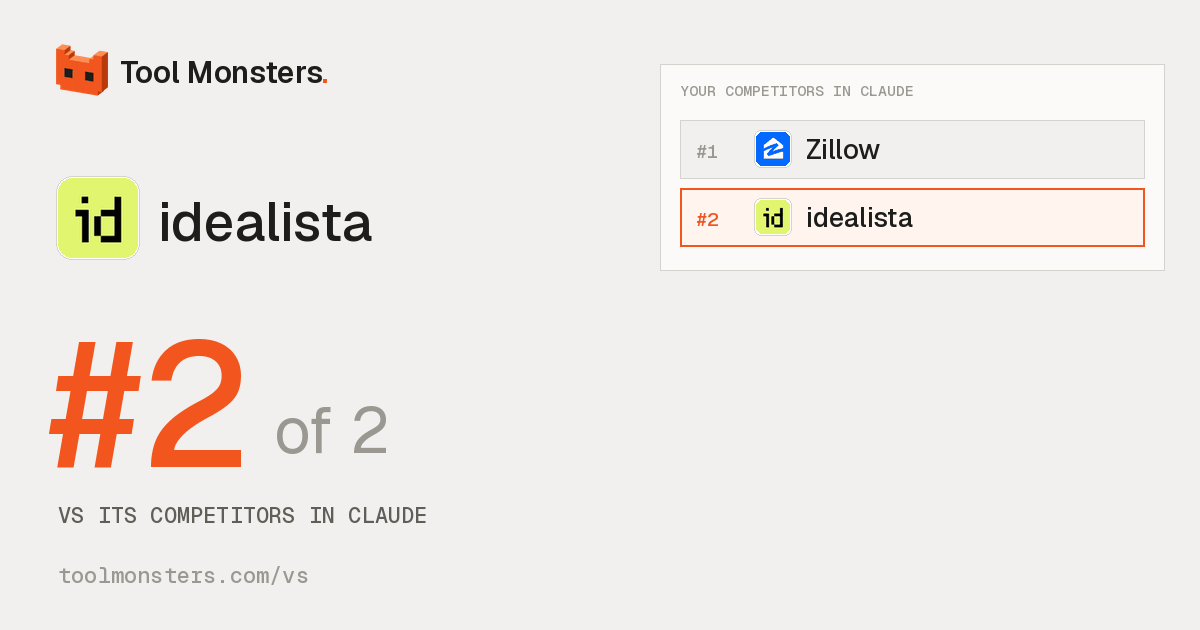 Tool Monsters.
id idealista
#2 of 2
VS ITS COMPETITORS IN CLAUDE
toolmonsters.com/vs
YOUR COMPETITORS IN CLAUDE
#1 Zillow
#2 id idealista